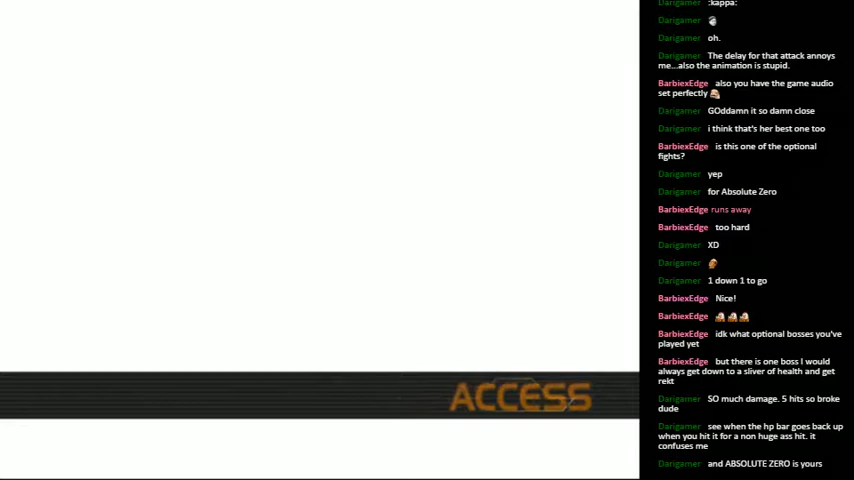 Darigamer :kappa:
Darigamer
Darigamer oh.
Darigamer The delay for that attack annoys
me...also the animation is stupid.
BarbiexEdge also you have the game audio
set perfectly
Darigamer GOddamn it so damn close
Darigamer i think that's her best one too
BarbiexEdge is this one of the optional
fights?
Darigamer yep
Darigamer for Absolute Zero
BarbiexEdge runs away
BarbiexEdge too hard
Darigamer XD
Darigamer
Darigamer 1 down 1 to go
BarbiexEdge Nice!
BarbiexEdge
BarbiexEdge idk what optional bosses you've
played yet
BarbiexEdge but there is one boss I would
always get down to a sliver of health and get
rekt
Darigamer SO much damage. 5 hits so broke
dude
Darigamer see when the hp bar goes back up
when you hit it for a non huge ass hit. it
confuses me
Darigamer and ABSOLUTE ZERO is yours
ACCESS